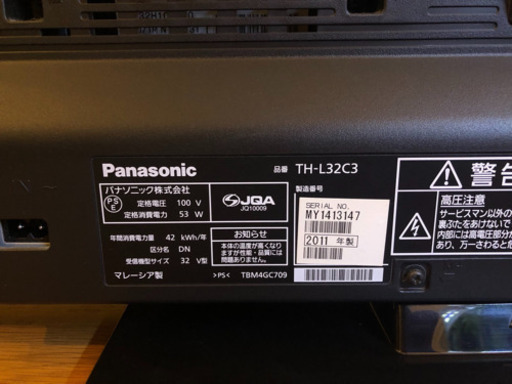 Panasonic
品番 TH-L32C3
パナソニック株式会社
PS
E
定格電圧 100 V
定格消費電力 53 W
年間消費電力量 42 kWh/年
区分名 DN
受信機型サイズ 32 V型
マレーシア製
>PS<
TBM4GC709
JQA
JQ10009
お知らせ
本体の温度が高くなり
ますが性能・品質には
問題ありません。
製造番号
SERIAL NO.
MY1413147
2011 年製
警告
高圧注意
サービスマン以外の
裏ぶたをあけないで
内部には高電圧部分が
あり、万一さわると